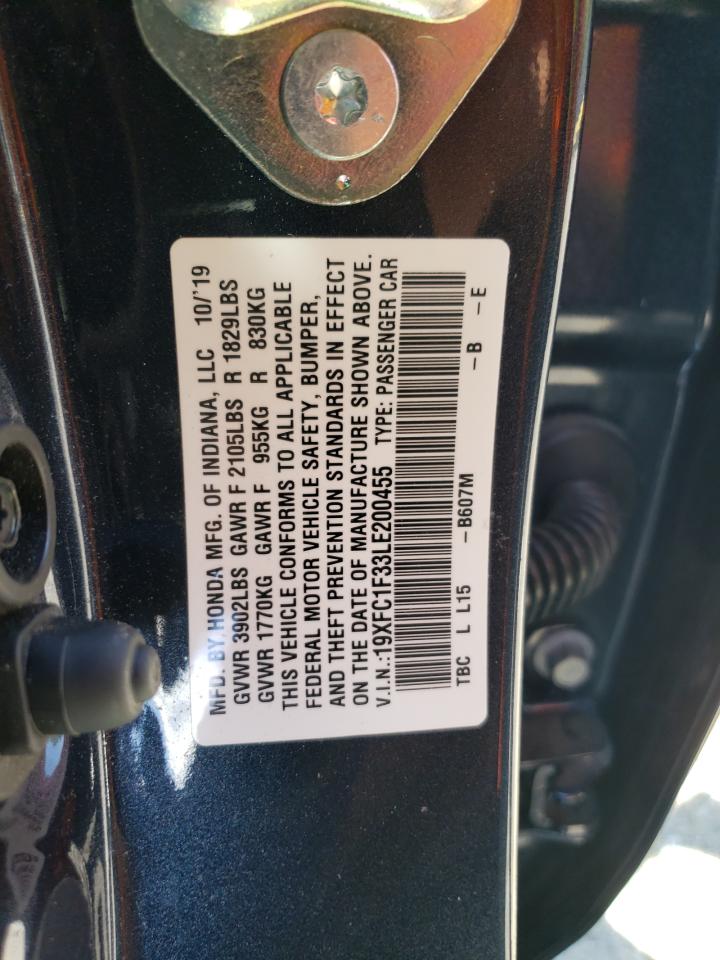 MFD. BY HONDA MFG. OF INDIANA, LLC 10/'19
GVWR 3902LBS GAWR F 2105LBS R 1829LBS
GVWR 1770KG GAWR F 955KG R 830KG
THIS VEHICLE CONFORMS TO ALL APPLICABLE
FEDERAL MOTOR VEHICLE SAFETY, BUMPER,
AND THEFT PREVENTION STANDARDS IN EFFECT
ON THE DATE OF MANUFACTURE SHOWN ABOVE.
V.I.N.:19XFC1F33LE200455 TYPE: PASSENGER CAR
TBC L L15 -B607M -B -E